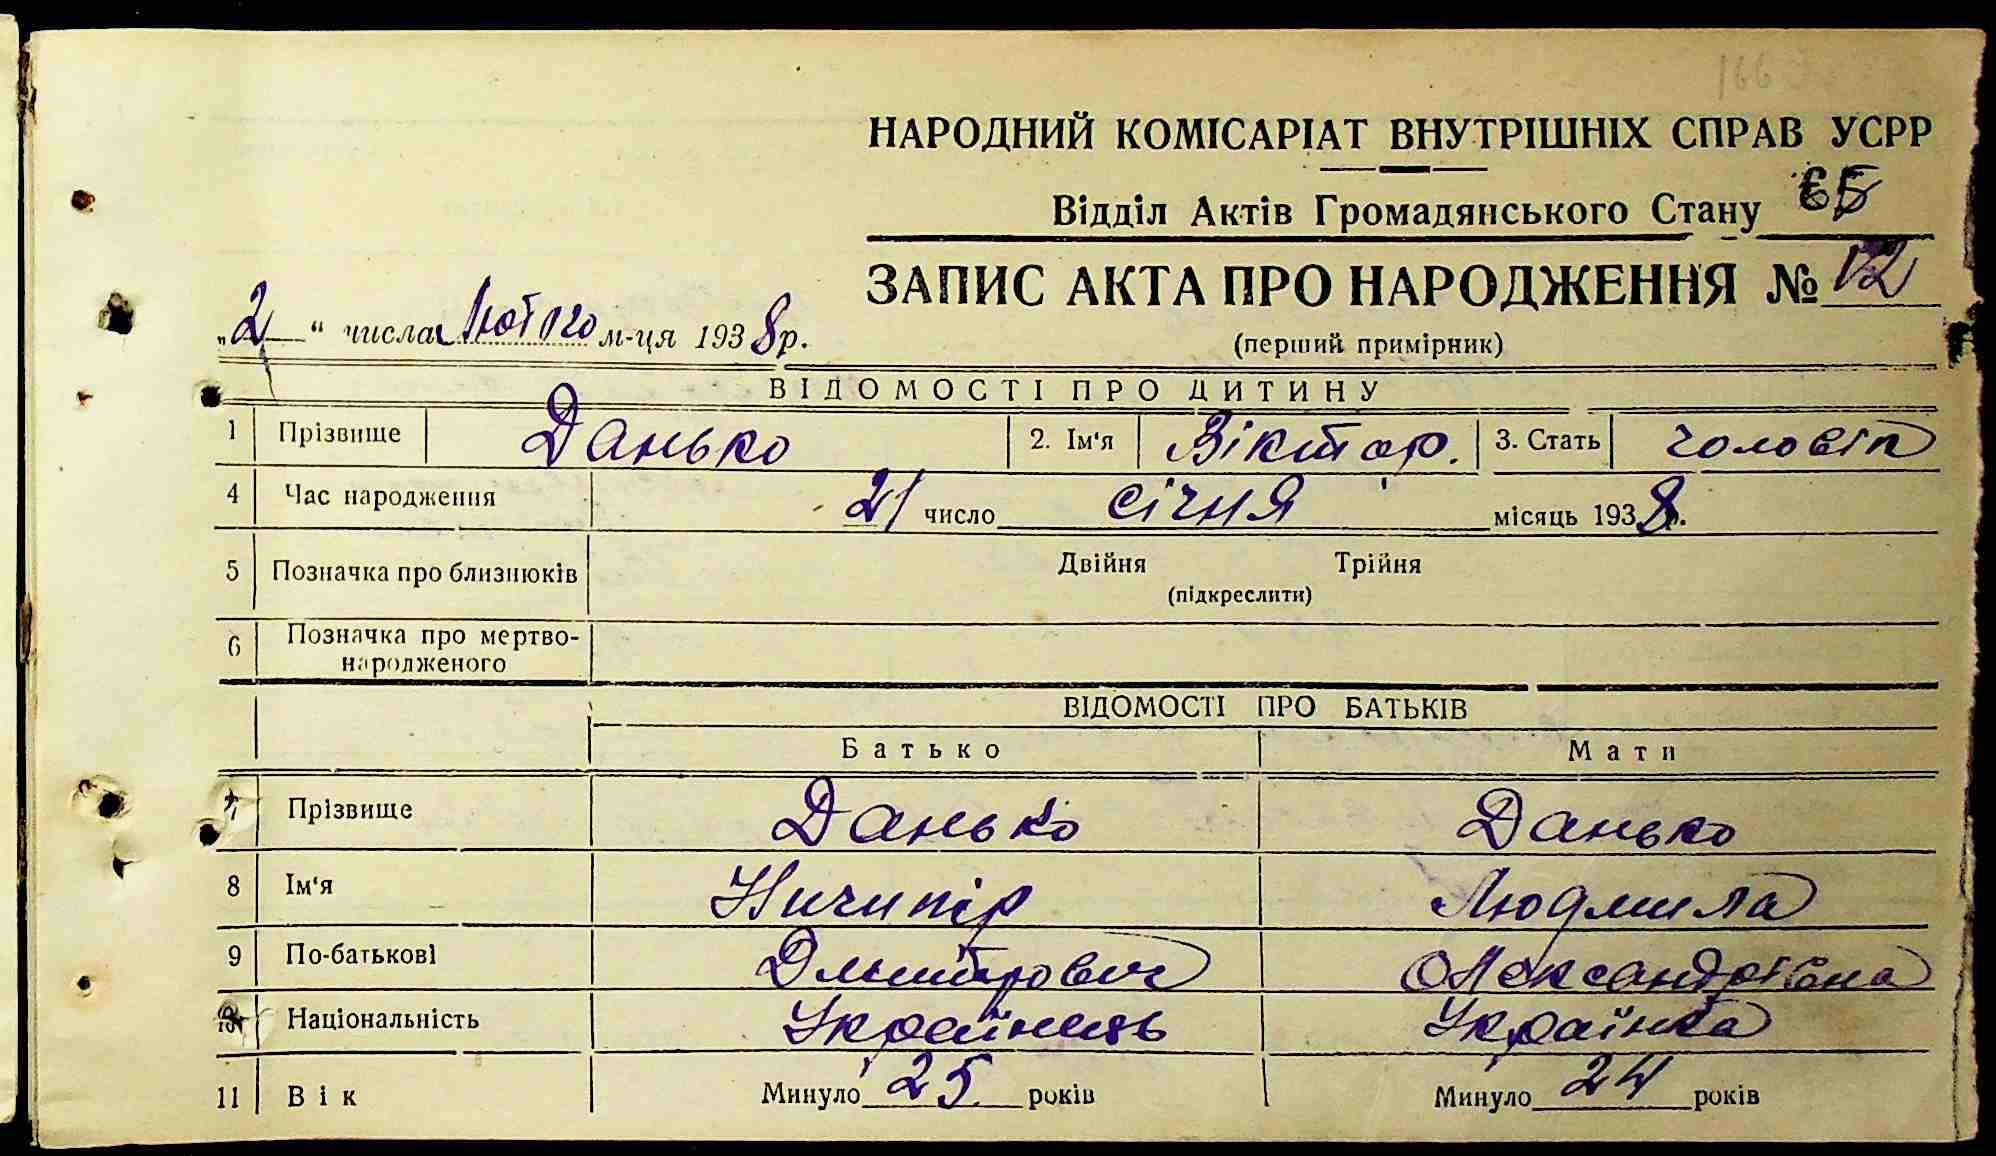 НАРОДНИЙ КОМІСАРІАТ ВНУТРІШНІХ СПРАВ УСРР
Відділ Актів Громадянського Стану
ЗАПИС АКТА ПРО НАРОДЖЕННЯ № 12
„2“ числа Лютого м-ця 1938р.
(перший примірник)
ВІДОМОСТІ ПРО ДИТИНУ
1 Прізвище Данько 2. Ім'я Віктор. 3. Стать чоловіч
4 Час народження 21 число січня місяць 1938р.
5 Позначка про близнюків Двійня Трійня
(підкреслити)
6 Позначка про мертво-
народженого
ВІДОМОСТІ ПРО БАТЬКІВ
Батько Мати
7 Прізвище Данько Данько
8 Ім'я Ничипір Людмила
9 По-батькові Дмитрович Олександрівна
10 Національність Українець Українка
11 Вік Минуло 25 років Минуло 24 років